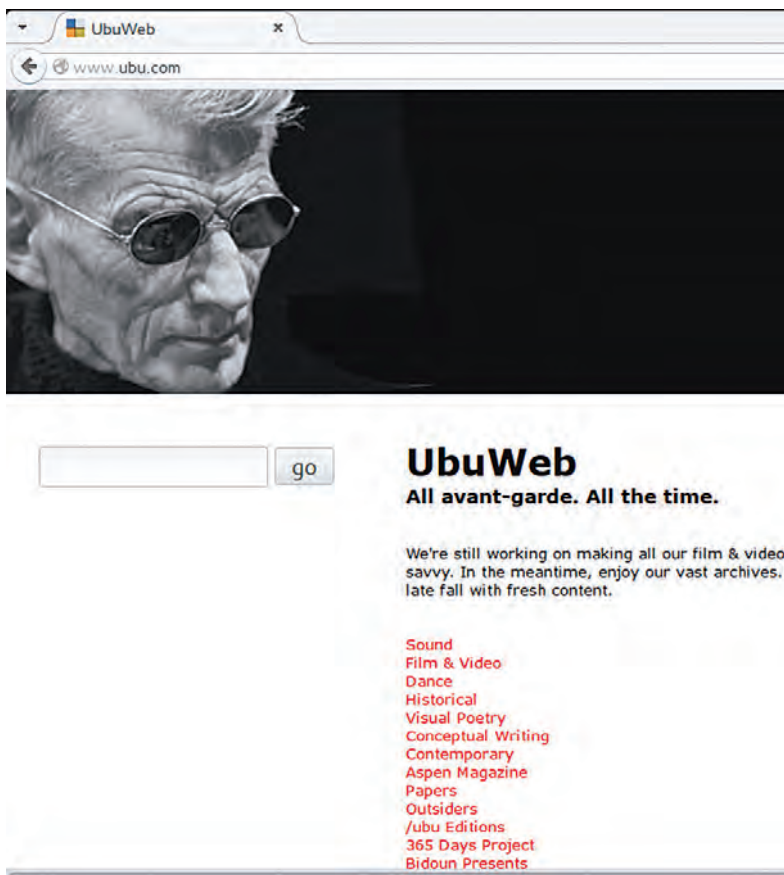 UbuWeb
www.ubu.com
go
UbuWeb
All avant-garde. All the time.
We're still working on making all our film & video
savvy. In the meantime, enjoy our vast archives.
late fall with fresh content.
Sound
Film & Video
Dance
Historical
Visual Poetry
Conceptual Writing
Contemporary
Aspen Magazine
Papers
Outsiders
/ubu Editions
365 Days Project
Bidoun Presents